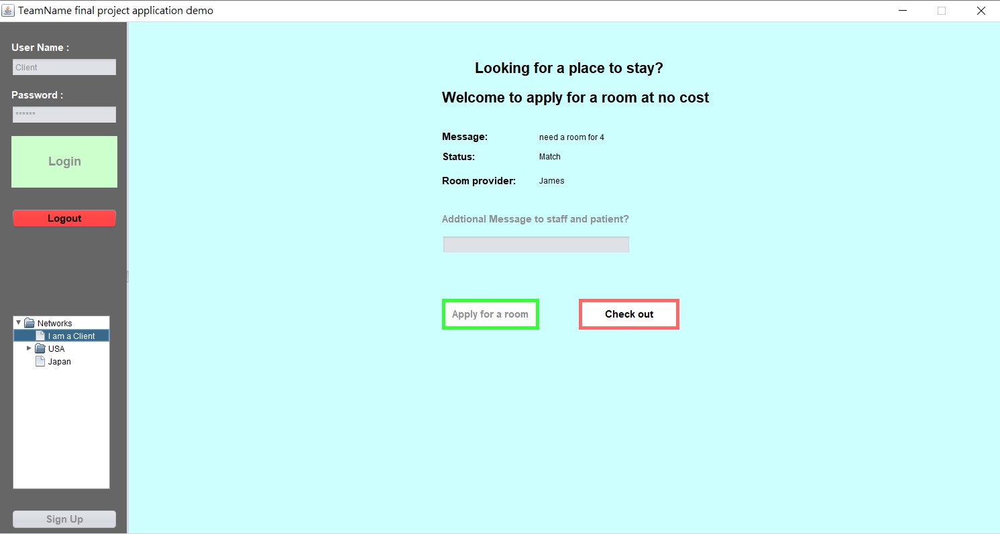 TeamName final project application demo
User Name :
Client
Password :
******
Login
Logout
Networks
I am a Client
USA
Japan
Sign Up
Looking for a place to stay?
Welcome to apply for a room at no cost
Message: need a room for 4
Status: Match
Room provider: James
Addtional Message to staff and patient?
Apply for a room Check out